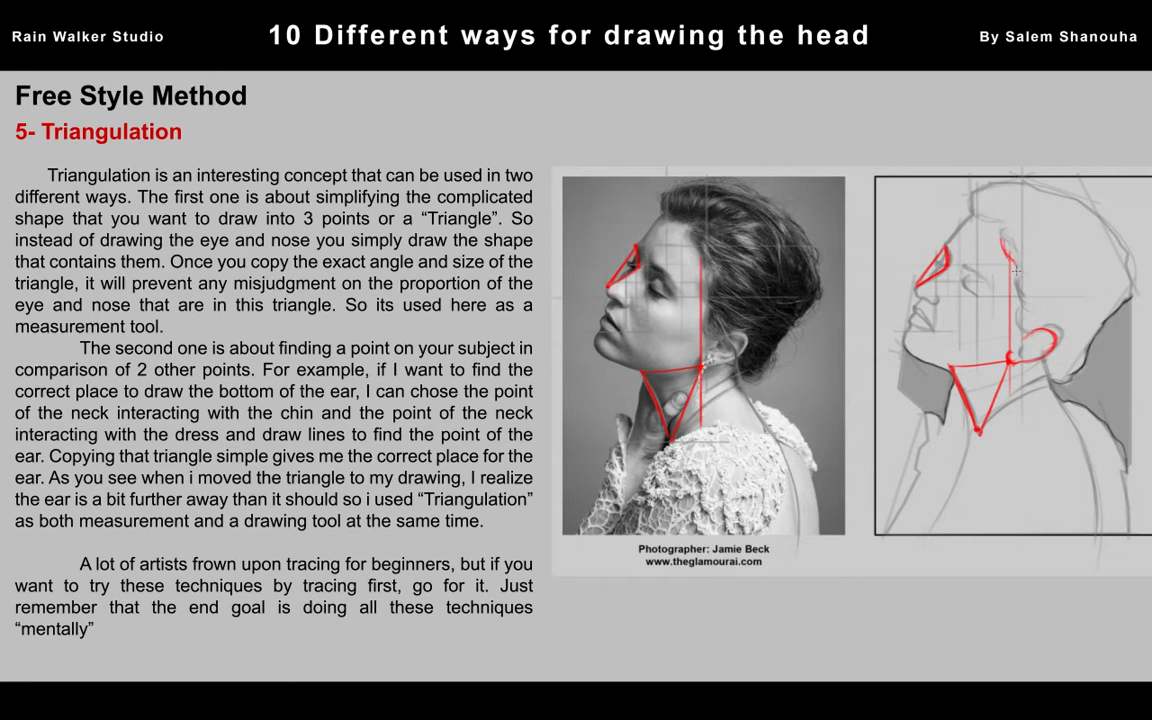 Rain Walker Studio
10 Different ways for drawing the head
By Salem Shanouha
Free Style Method
5- Triangulation
Triangulation is an interesting concept that can be used in two
different ways. The first one is about simplifying the complicated
shape that you want to draw into 3 points or a “Triangle”. So
instead of drawing the eye and nose you simply draw the shape
that contains them. Once you copy the exact angle and size of the
triangle, it will prevent any misjudgment on the proportion of the
eye and nose that are in this triangle. So its used here as a
measurement tool.
The second one is about finding a point on your subject in
comparison of 2 other points. For example, if I want to find the
correct place to draw the bottom of the ear, I can chose the point
of the neck interacting with the chin and the point of the neck
interacting with the dress and draw lines to find the point of the
ear. Copying that triangle simple gives me the correct place for the
ear. As you see when i moved the triangle to my drawing, I realize
the ear is a bit further away than it should so i used “Triangulation”
as both measurement and a drawing tool at the same time.
A lot of artists frown upon tracing for beginners, but if you
want to try these techniques by tracing first, go for it. Just
remember that the end goal is doing all these techniques
“mentally”
Photographer: Jamie Beck
www.theglamourai.com